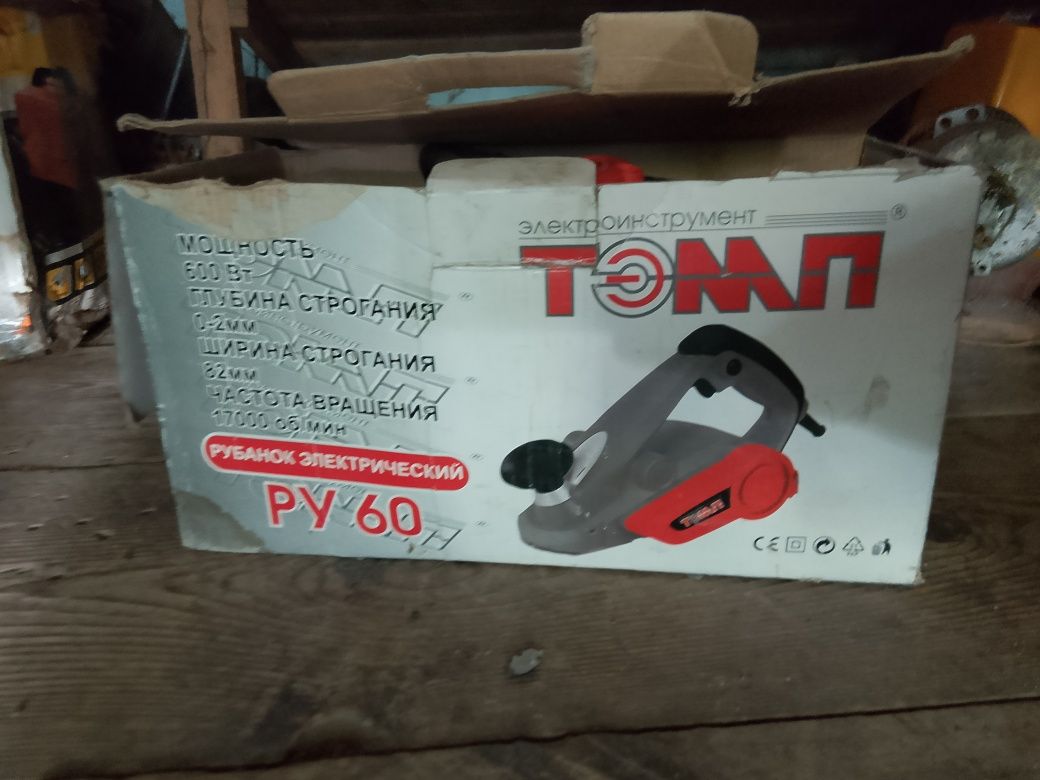 МОЩНОСТЬ
600 Вт
ГЛУБИНА СТРОГАНИЯ
0-2мм
ШИРИНА СТРОГАНИЯ
82мм
ЧАСТОТА ВРАЩЕНИЯ
17000 об/мин
РУБАНОК ЭЛЕКТРИЧЕСКИЙ
РУ 60
электроинструмент ®
ТЭМП
ТЭМП
CE